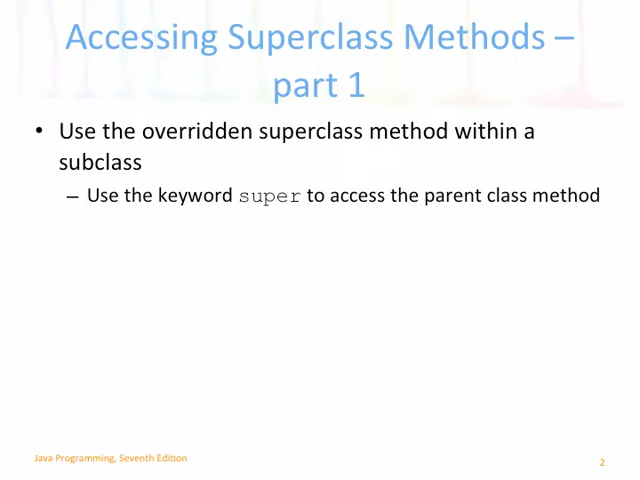 Accessing Superclass Methods –
part 1
• Use the overridden superclass method within a
subclass
– Use the keyword super to access the parent class method
Java Programming, Seventh Edition
2